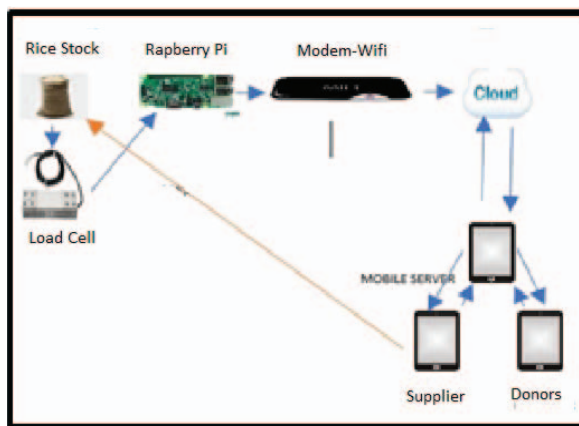 Rice Stock
Rapberry Pi
Modem-Wifi
Cloud
Load Cell
MOBILE SERVER
Supplier
Donors